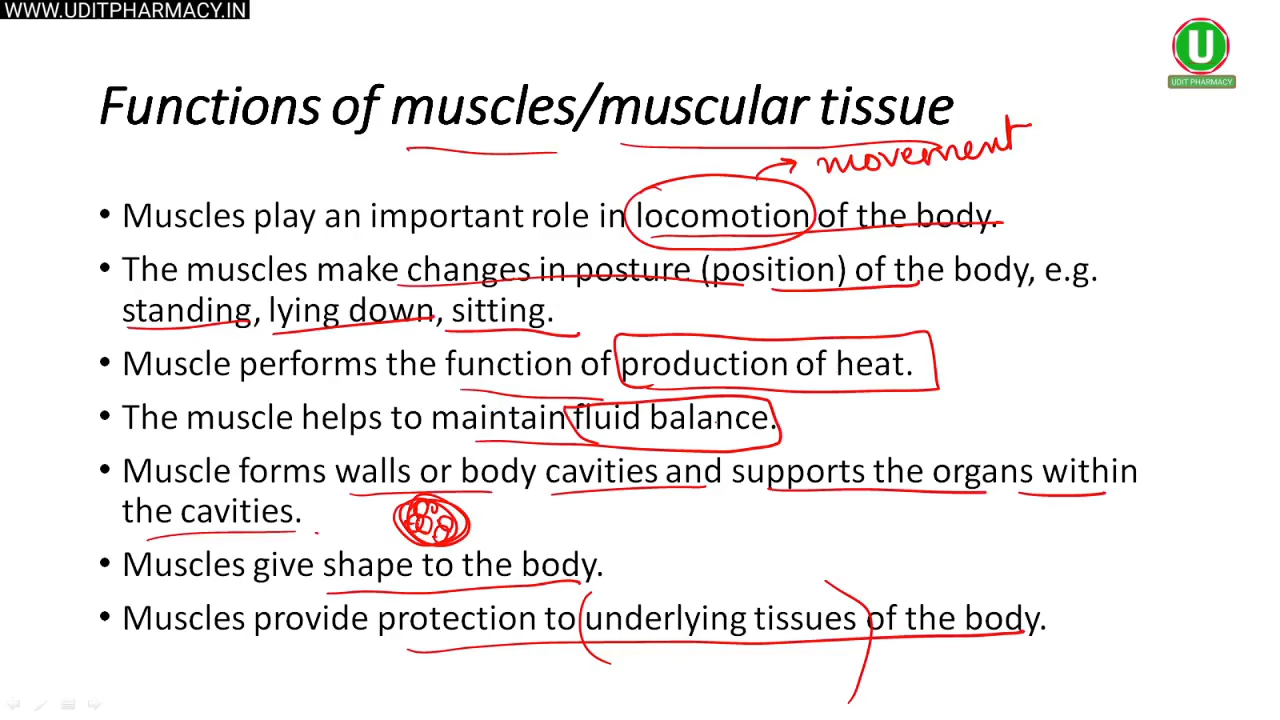 WWW.UDITPHARMACY.IN
U
UDIT PHARMACY
Functions of muscles/muscular tissue
movement
• Muscles play an important role in locomotion of the body.
• The muscles make changes in posture (position) of the body, e.g.
standing, lying down, sitting.
• Muscle performs the function of production of heat.
• The muscle helps to maintain fluid balance.
• Muscle forms walls or body cavities and supports the organs within
the cavities.
• Muscles give shape to the body.
• Muscles provide protection to underlying tissues of the body.